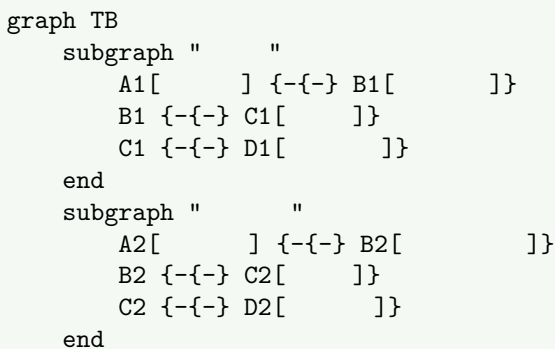 graph TB
    subgraph "      "
        A1[       ] {-{-} B1[       ]}
        B1 {-{-} C1[     ]}
        C1 {-{-} D1[       ]}
    end
    subgraph "       "
        A2[       ] {-{-} B2[         ]}
        B2 {-{-} C2[     ]}
        C2 {-{-} D2[      ]}
    end